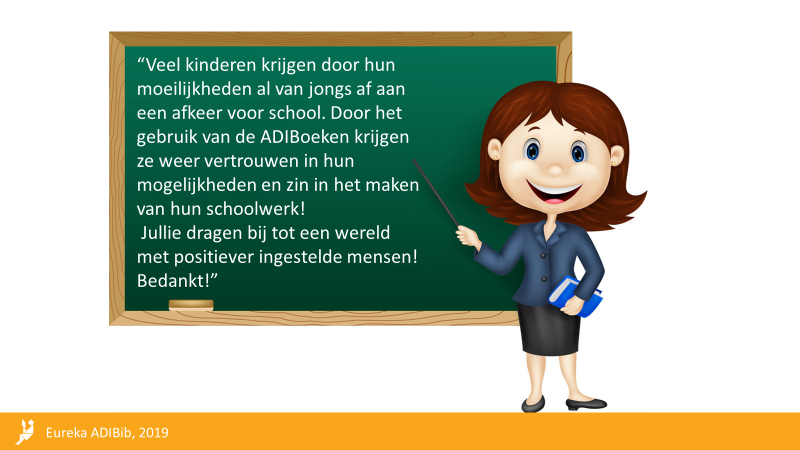 “Veel kinderen krijgen door hun
moeilijkheden al van jongs af aan
een afkeer voor school. Door het
gebruik van de ADIBoeken krijgen
ze weer vertrouwen in hun
mogelijkheden en zin in het maken
van hun schoolwerk!
Jullie dragen bij tot een wereld
met positiever ingestelde mensen!
Bedankt!”
Eureka ADIBib, 2019